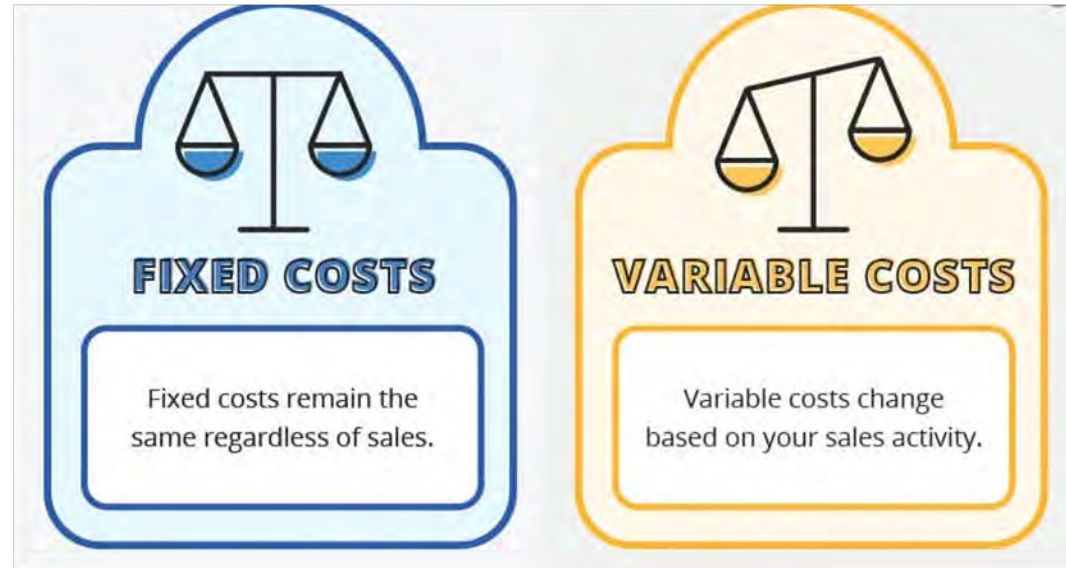 FIXED COSTS
Fixed costs remain the
same regardless of sales.
VARIABLE COSTS
Variable costs change
based on your sales activity.